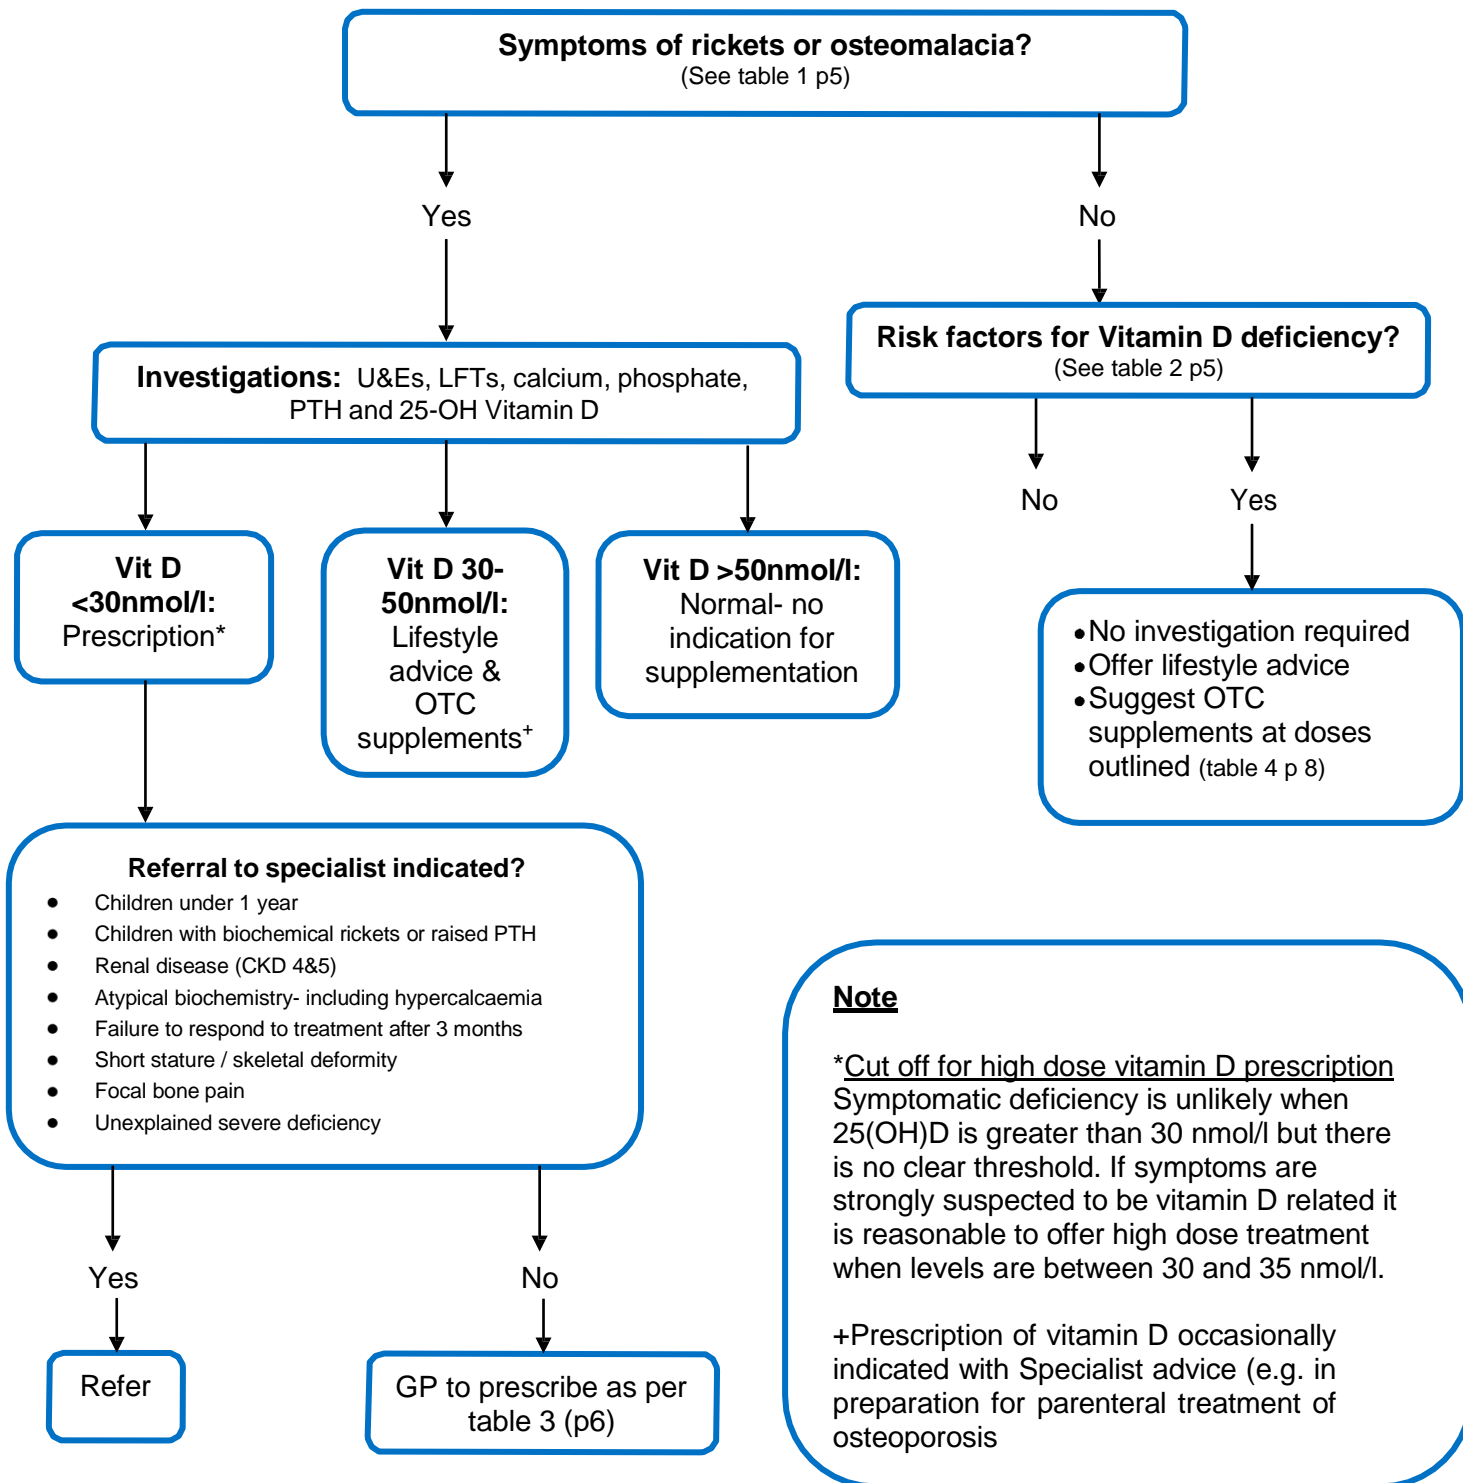 Symptoms of rickets or osteomalacia?
(See table 1 p5)
Yes
No
Investigations: U&Es, LFTs, calcium, phosphate,
PTH and 25-OH Vitamin D
Risk factors for Vitamin D deficiency?
(See table 2 p5)
No
Yes
Vit D
<30nmol/l:
Prescription*
Vit D 30-
50nmol/l:
Lifestyle
advice &
OTC
supplements+
Vit D >50nmol/l:
Normal- no
indication for
supplementation
• No investigation required
• Offer lifestyle advice
• Suggest OTC
supplements at doses
outlined (table 4 p 8)
Referral to specialist indicated?
• Children under 1 year
• Children with biochemical rickets or raised PTH
• Renal disease (CKD 4&5)
• Atypical biochemistry- including hypercalcaemia
• Failure to respond to treatment after 3 months
• Short stature / skeletal deformity
• Focal bone pain
• Unexplained severe deficiency
Yes
No
Refer
GP to prescribe as per
table 3 (p6)
Note
*Cut off for high dose vitamin D prescription
Symptomatic deficiency is unlikely when
25(OH)D is greater than 30 nmol/l but there
is no clear threshold. If symptoms are
strongly suspected to be vitamin D related it
is reasonable to offer high dose treatment
when levels are between 30 and 35 nmol/l.
+Prescription of vitamin D occasionally
indicated with Specialist advice (e.g. in
preparation for parenteral treatment of
osteoporosis